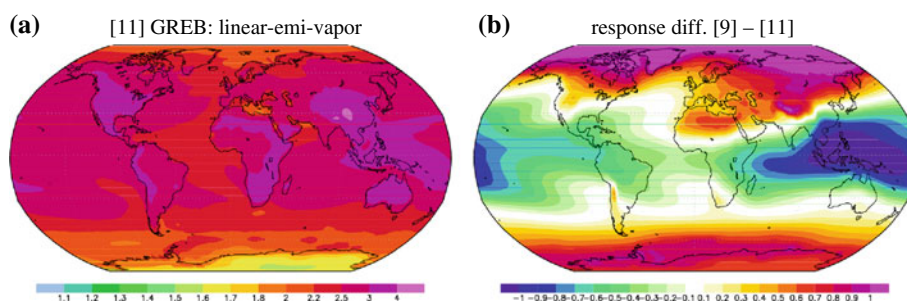 (a) [11] GREB: linear-emi-vapor
(b) response diff. [9] – [11]
1.1 1.2 1.3 1.4 1.5 1.6 1.7 1.8 2 2.2 2.5 3 4
-1 -0.9 -0.8 -0.7 -0.6 -0.5 -0.4 -0.3 -0.2 -0.1 0.1 0.2 0.3 0.4 0.5 0.6 0.7 0.8 0.9 1